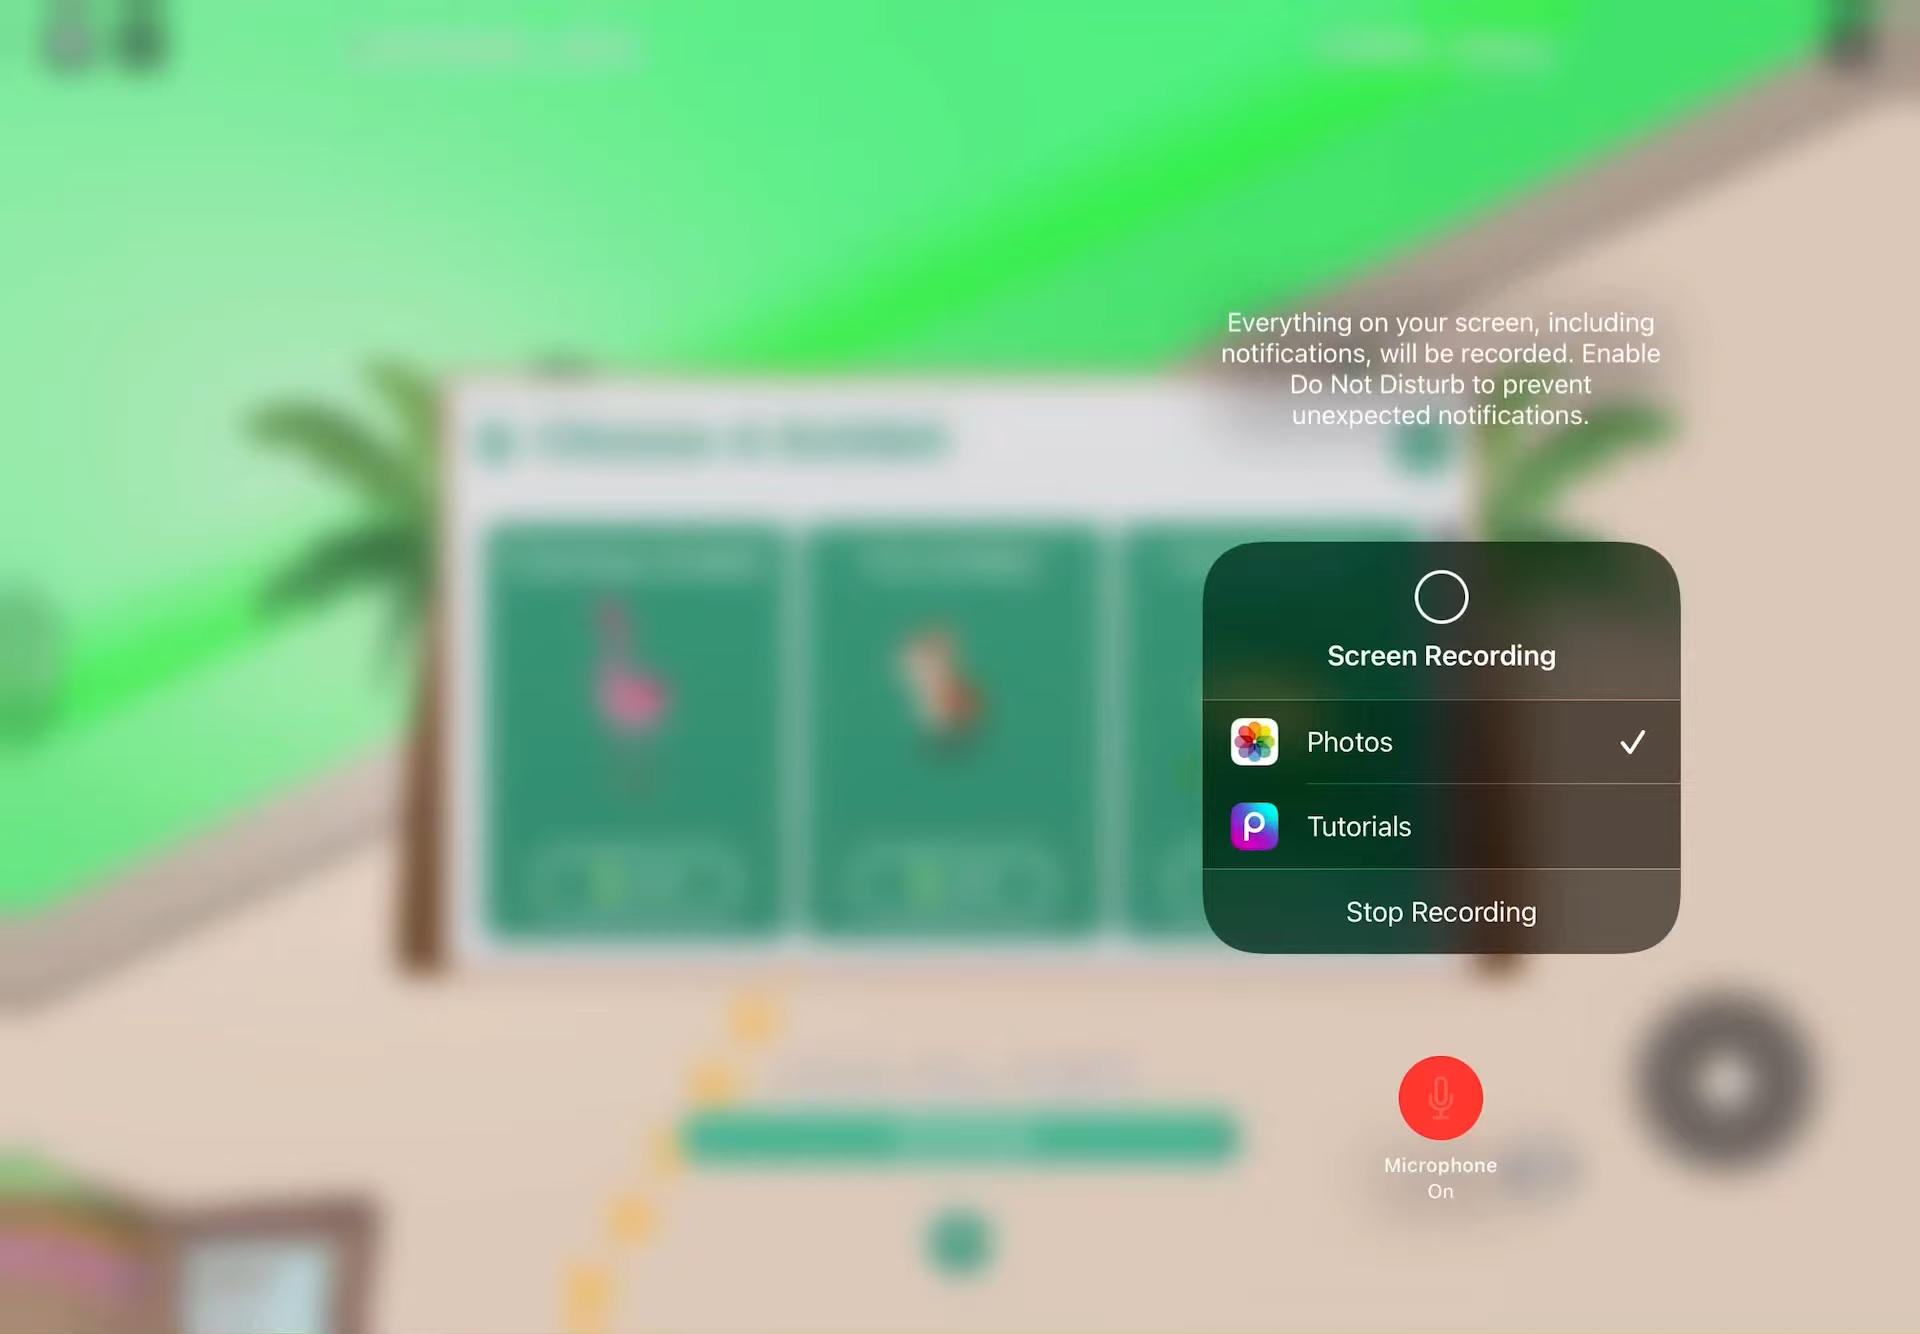 Everything on your screen, including
notifications, will be recorded. Enable
Do Not Disturb to prevent
unexpected notifications.
Screen Recording
Photos
Tutorials
Stop Recording
Microphone
On